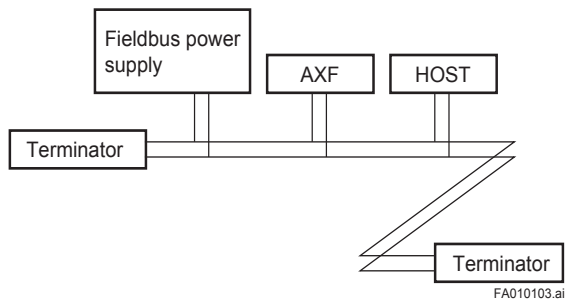 Fieldbus power
supply
AXF
HOST
Terminator
Terminator
FA010103.ai